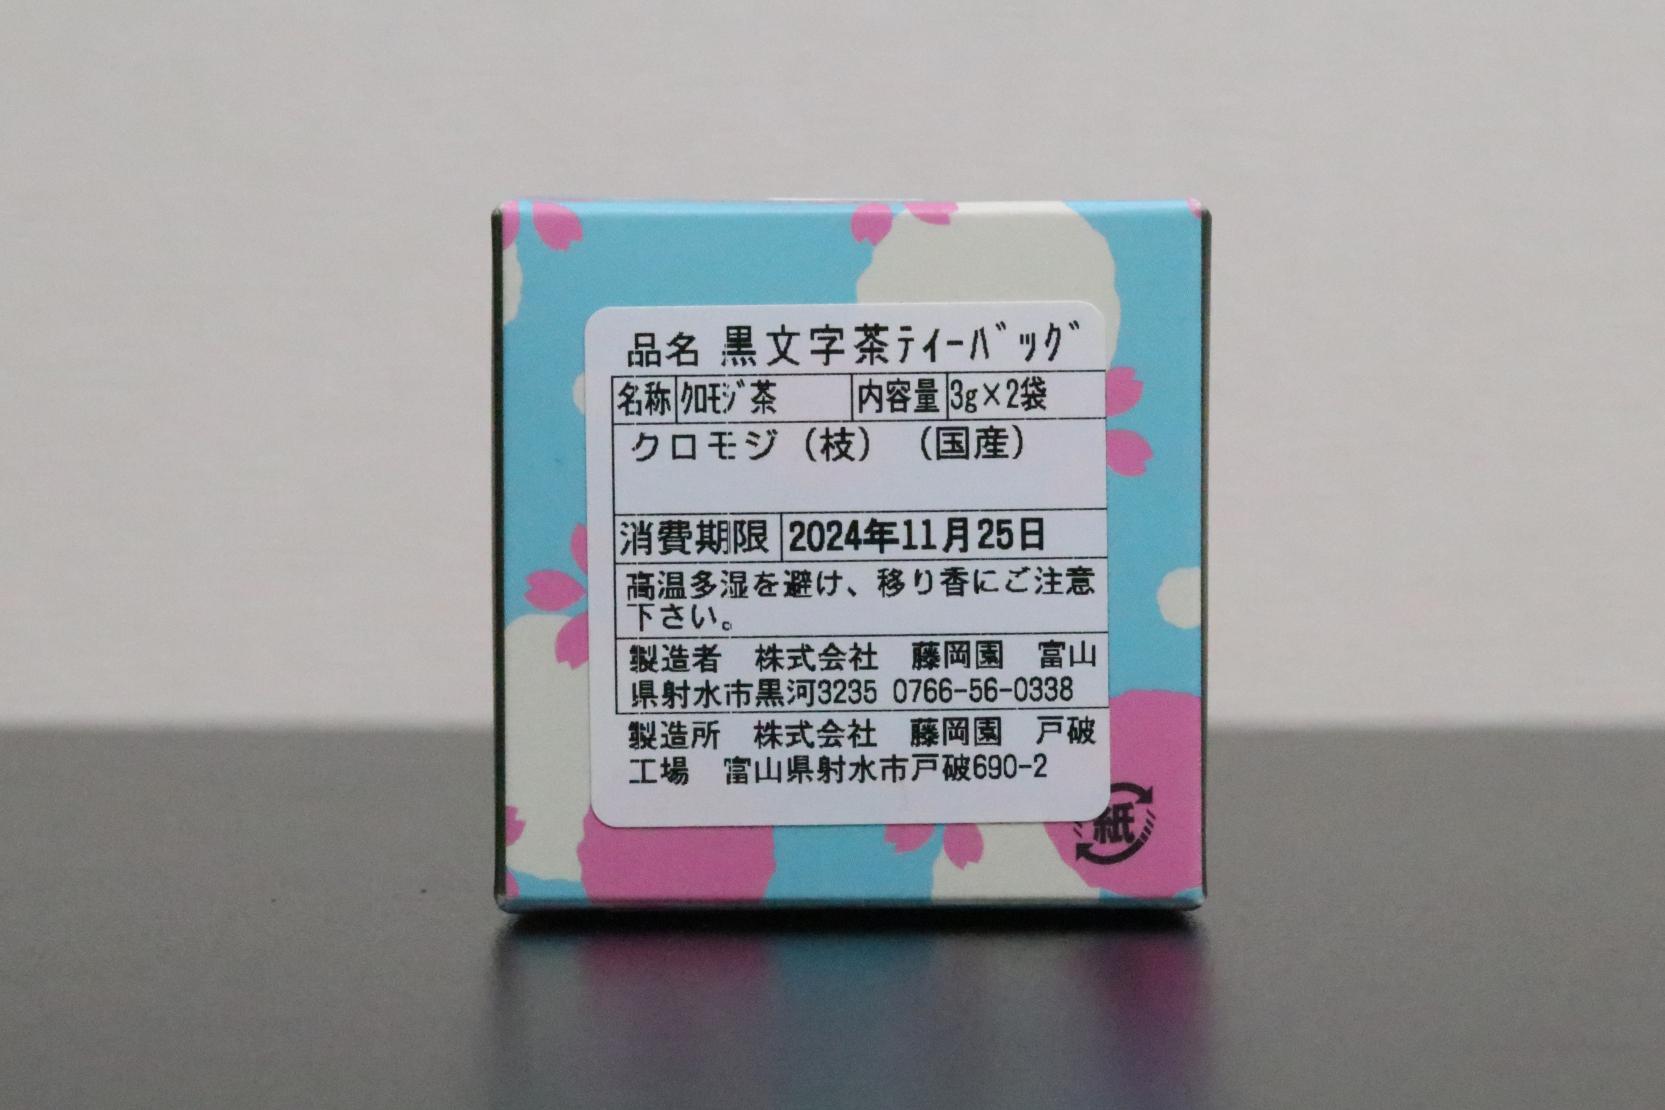 品名 黒文字茶ﾃｨｰﾊﾞｯｸﾞ
名称 ｸﾛﾓｼﾞ茶 内容量 3g×2袋
クロモジ（枝）（国産）
消費期限 2024年11月25日
高温多湿を避け、移り香にご注意
下さい。
製造者 株式会社 藤岡園 富山
県射水市黒河3235 0766-56-0338
製造所 株式会社 藤岡園 戸破
工場 富山県射水市戸破690-2
紙